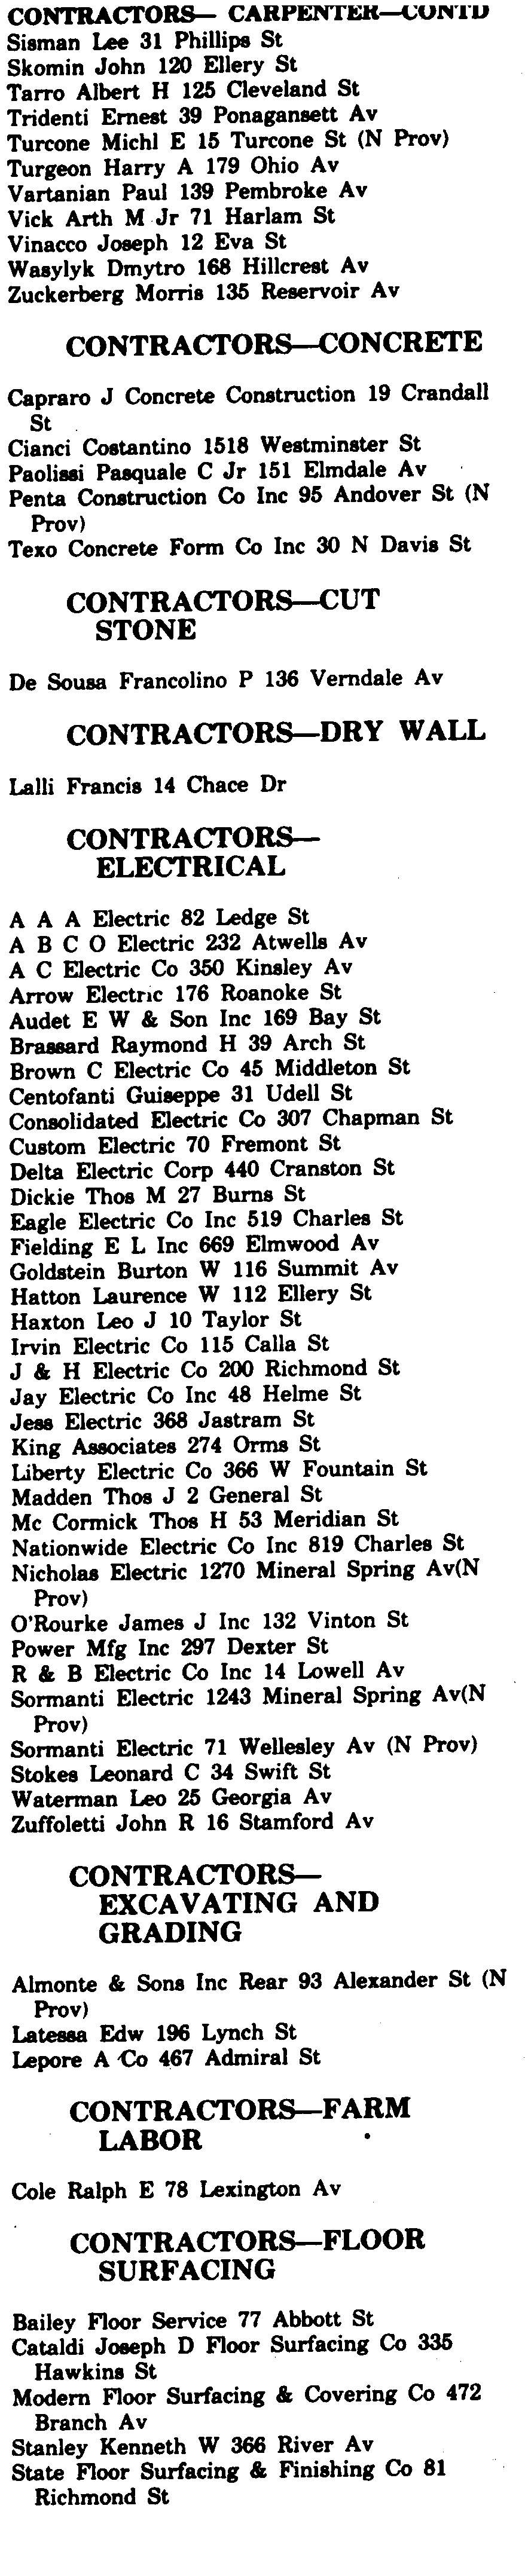 CONTRACTORS— CARPENTER—CONTD
Sisman Lee 31 Phillips St
Skomin John 120 Ellery St
Tarro Albert H 125 Cleveland St
Tridenti Ernest 39 Ponagansett Av
Turcone Michl E 15 Turcone St (N Prov)
Turgeon Harry A 179 Ohio Av
Vartanian Paul 139 Pembroke Av
Vick Arth M Jr 71 Harlam St
Vinacco Joseph 12 Eva St
Wasylyk Dmytro 168 Hillcrest Av
Zuckerberg Morris 135 Reservoir Av
CONTRACTORS—CONCRETE
Capraro J Concrete Construction 19 Crandall
St
Cianci Costantino 1518 Westminster St
Paolissi Pasquale C Jr 151 Elmdale Av
Penta Construction Co Inc 95 Andover St (N
Prov)
Texo Concrete Form Co Inc 30 N Davis St
CONTRACTORS—CUT
STONE
De Sousa Francolino P 136 Verndale Av
CONTRACTORS—DRY WALL
Lalli Francis 14 Chace Dr
CONTRACTORS—
ELECTRICAL
A A A Electric 82 Ledge St
A B C O Electric 232 Atwells Av
A C Electric Co 350 Kinsley Av
Arrow Electric 176 Roanoke St
Audet E W & Son Inc 169 Bay St
Brassard Raymond H 39 Arch St
Brown C Electric Co 45 Middleton St
Centofanti Guiseppe 31 Udell St
Consolidated Electric Co 307 Chapman St
Custom Electric 70 Fremont St
Delta Electric Corp 440 Cranston St
Dickie Thos M 27 Burns St
Eagle Electric Co Inc 519 Charles St
Fielding E L Inc 669 Elmwood Av
Goldstein Burton W 116 Summit Av
Hatton Laurence W 112 Ellery St
Haxton Leo J 10 Taylor St
Irvin Electric Co 115 Calla St
J & H Electric Co 200 Richmond St
Jay Electric Co Inc 48 Helme St
Jess Electric 368 Jastram St
King Associates 274 Orms St
Liberty Electric Co 366 W Fountain St
Madden Thos J 2 General St
Mc Cormick Thos H 53 Meridian St
Nationwide Electric Co Inc 819 Charles St
Nicholas Electric 1270 Mineral Spring Av(N
Prov)
O'Rourke James J Inc 132 Vinton St
Power Mfg Inc 297 Dexter St
R & B Electric Co Inc 14 Lowell Av
Sormanti Electric 1243 Mineral Spring Av(N
Prov)
Sormanti Electric 71 Wellesley Av (N Prov)
Stokes Leonard C 34 Swift St
Waterman Leo 25 Georgia Av
Zuffoletti John R 16 Stamford Av
CONTRACTORS—
EXCAVATING AND
GRADING
Almonte & Sons Inc Rear 93 Alexander St (N
Prov)
Latessa Edw 196 Lynch St
Lepore A Co 467 Admiral St
CONTRACTORS—FARM
LABOR
Cole Ralph E 78 Lexington Av
CONTRACTORS—FLOOR
SURFACING
Bailey Floor Service 77 Abbott St
Cataldi Joseph D Floor Surfacing Co 335
Hawkins St
Modern Floor Surfacing & Covering Co 472
Branch Av
Stanley Kenneth W 366 River Av
State Floor Surfacing & Finishing Co 81
Richmond St